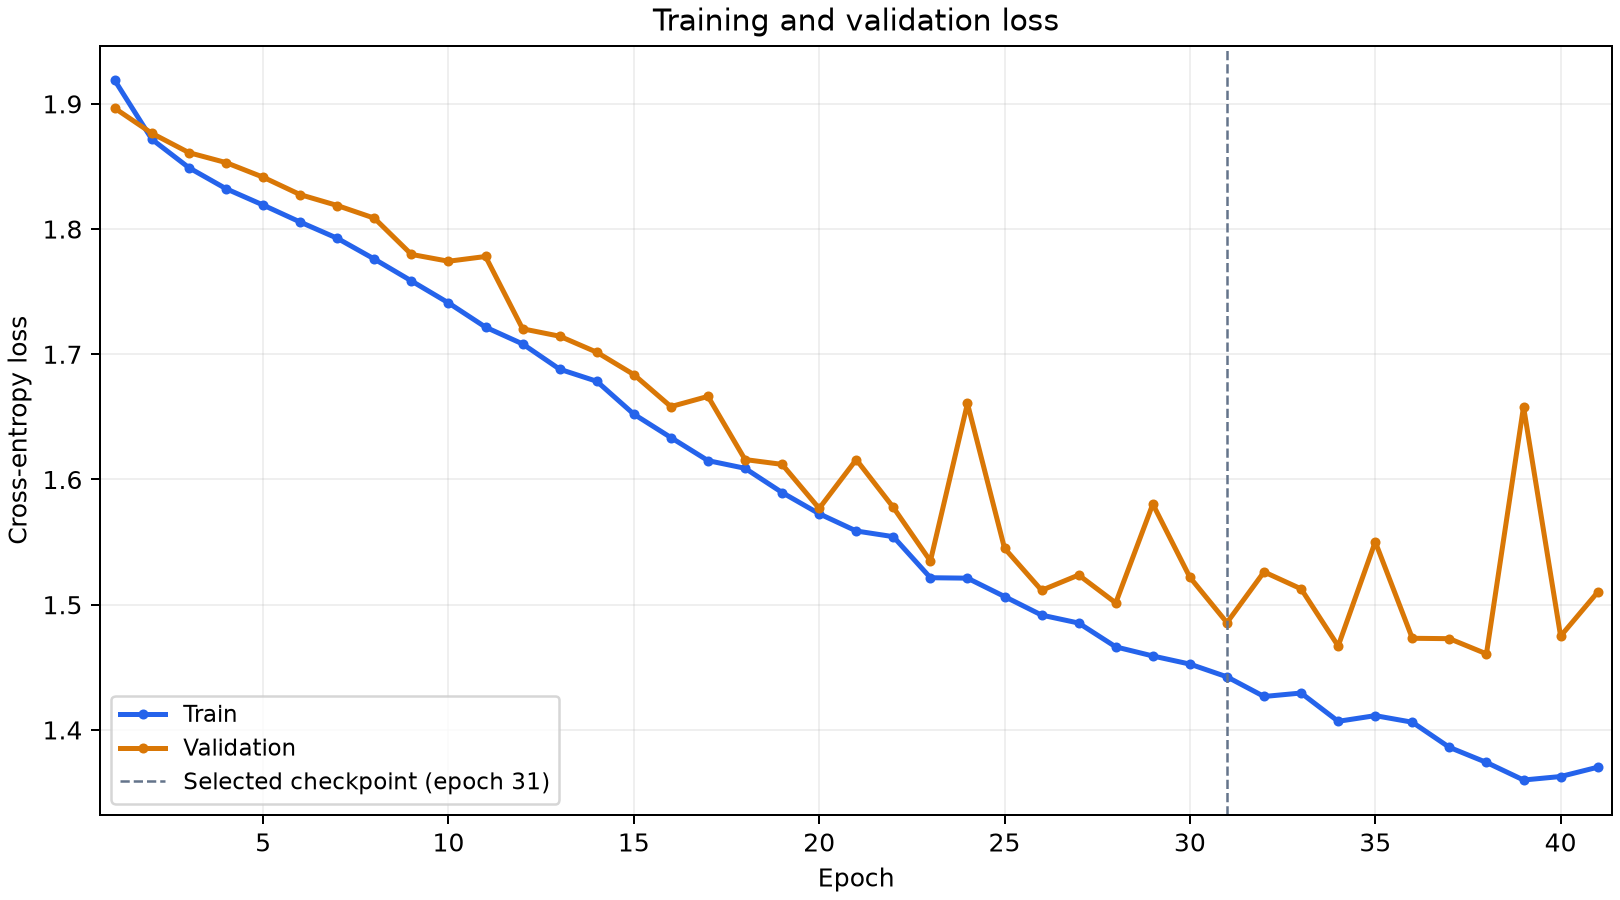 Training and validation loss
Cross-entropy loss
1.9
1.8
1.7
1.6
1.5
1.4
Train
Validation
Selected checkpoint (epoch 31)
5 10 15 20 25 30 35 40
Epoch